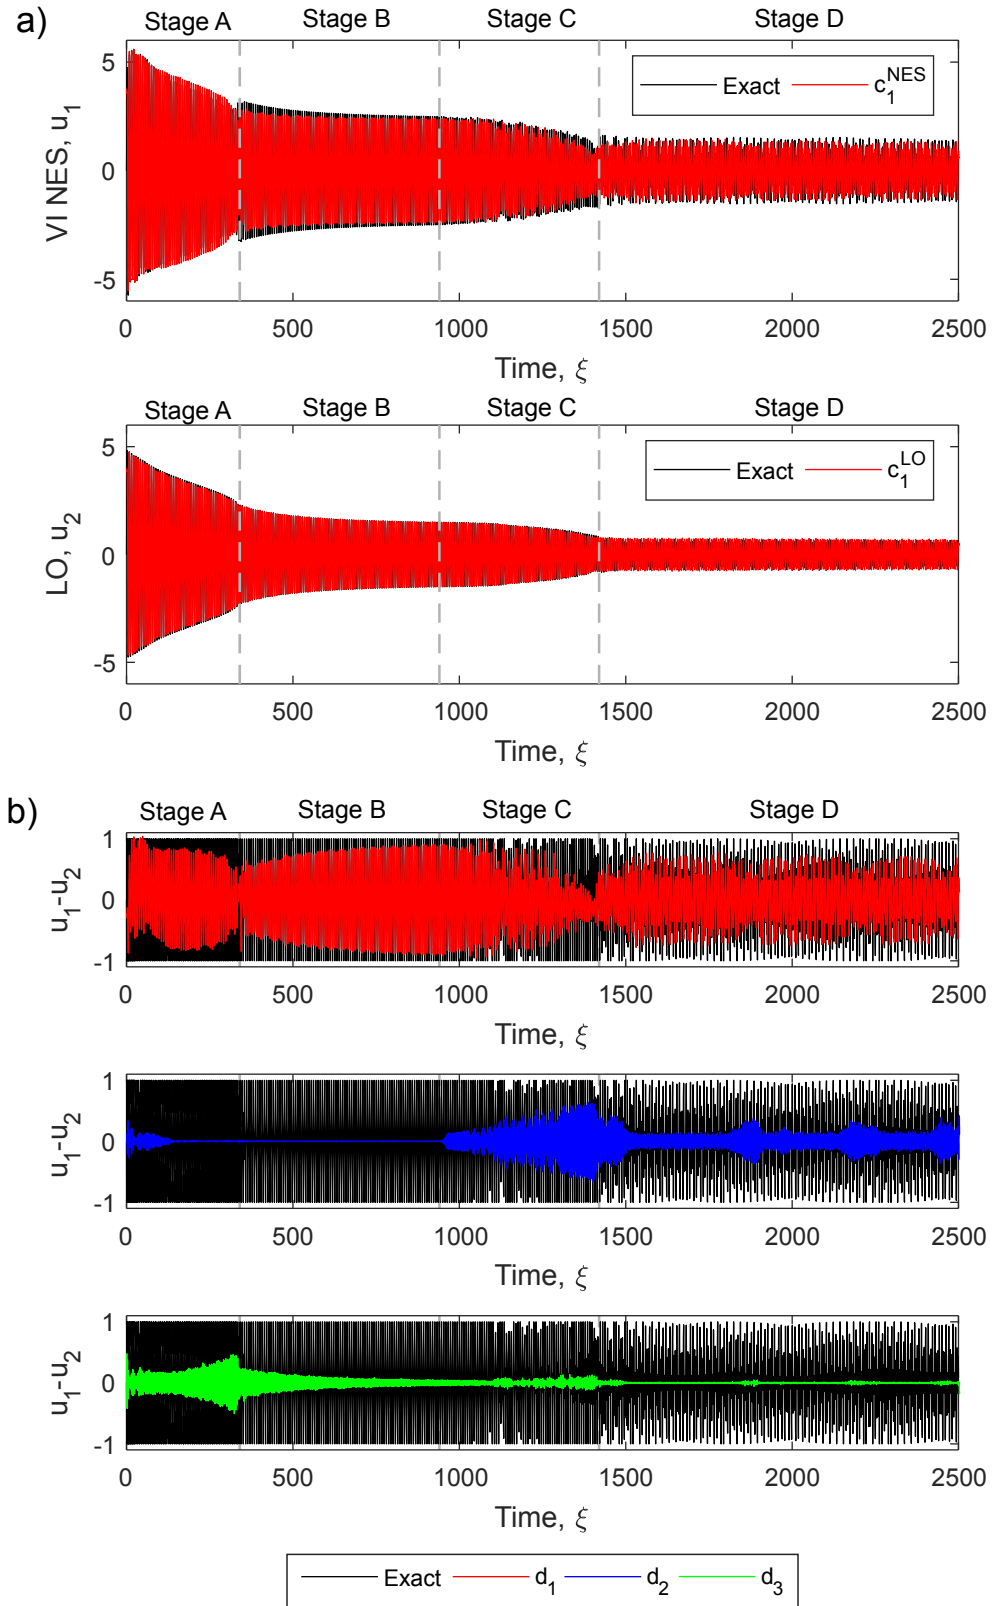 a)
Stage A Stage B Stage C Stage D
5
0
-5
VI NES, u1
Exact c1^NES
0 500 1000 1500 2000 2500
Time, ξ
Stage A Stage B Stage C Stage D
5
0
-5
LO, u2
Exact c1^LO
0 500 1000 1500 2000 2500
Time, ξ
b)
Stage A Stage B Stage C Stage D
1
0
-1
u1-u2
0 500 1000 1500 2000 2500
Time, ξ
1
0
-1
u1-u2
0 500 1000 1500 2000 2500
Time, ξ
1
0
-1
u1-u2
0 500 1000 1500 2000 2500
Time, ξ
Exact d1 d2 d3